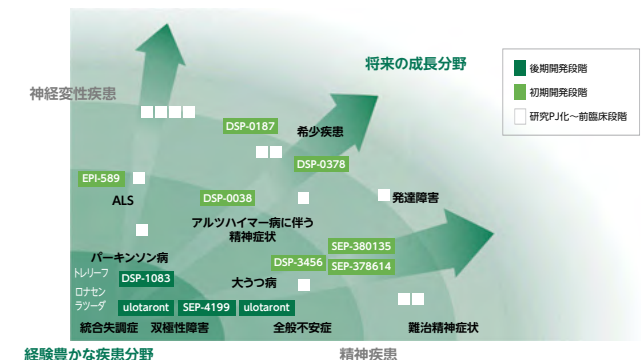 将来の成長分野
後期開発段階
初期開発段階
研究PJ化～前臨床段階
神経変性疾患
DSP-0187
希少疾患
DSP-0378
EPI-589
ALS
DSP-0038
発達障害
アルツハイマー病に伴う
精神症状
SEP-380135
パーキンソン病
DSP-3456
SEP-378614
トレリーフ
DSP-1083
大うつ病
ロナセン
ラツーダ
ulotaront
SEP-4199
ulotaront
統合失調症
双極性障害
全般不安症
難治精神症状
経験豊かな疾患分野
精神疾患